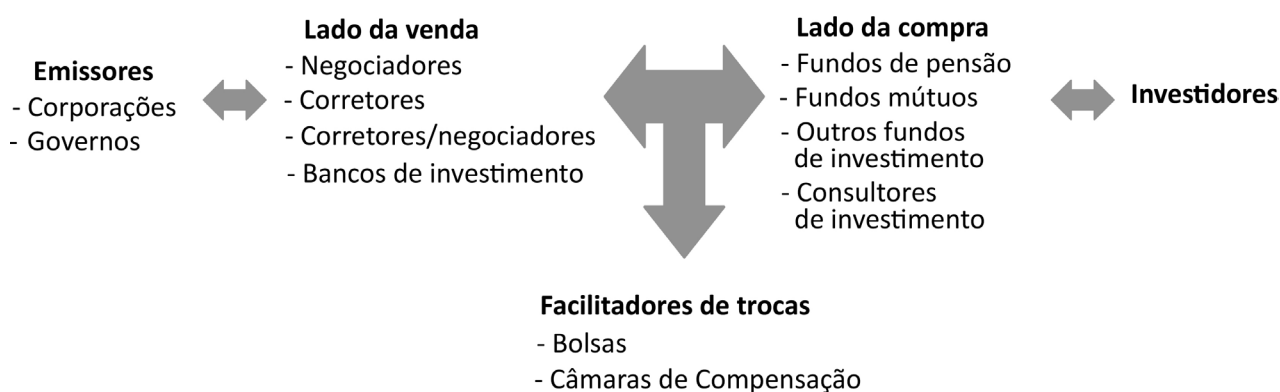 Emissores
- Corporações
- Governos
Lado da venda
- Negociadores
- Corretores
- Corretores/negociadores
- Bancos de investimento
Lado da compra
- Fundos de pensão
- Fundos mútuos
- Outros fundos
de investimento
- Consultores
de investimento
Investidores
Facilitadores de trocas
- Bolsas
- Câmaras de Compensação